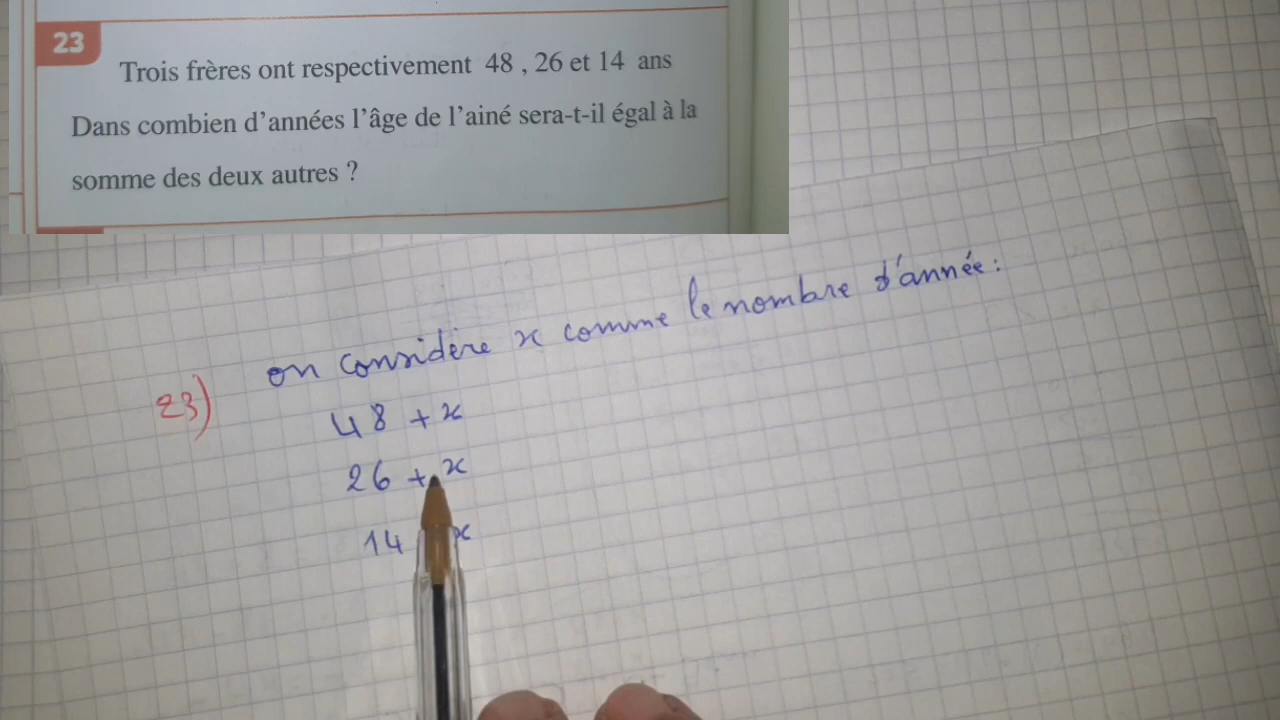 23
Trois frères ont respectivement 48 , 26 et 14 ans
Dans combien d'années l'âge de l'ainé sera-t-il égal à la
somme des deux autres ?
23) on considère x comme le nombre d'année :
48 + x
26 + x
14 x